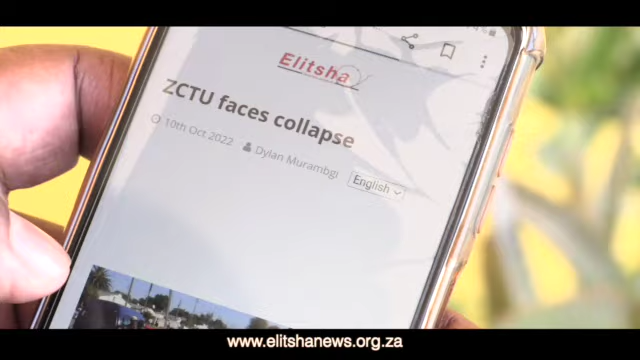 Elitsha
ZCTU faces collapse
10th Oct 2022 Dylan Murambgi
English
www.elitshanews.org.za